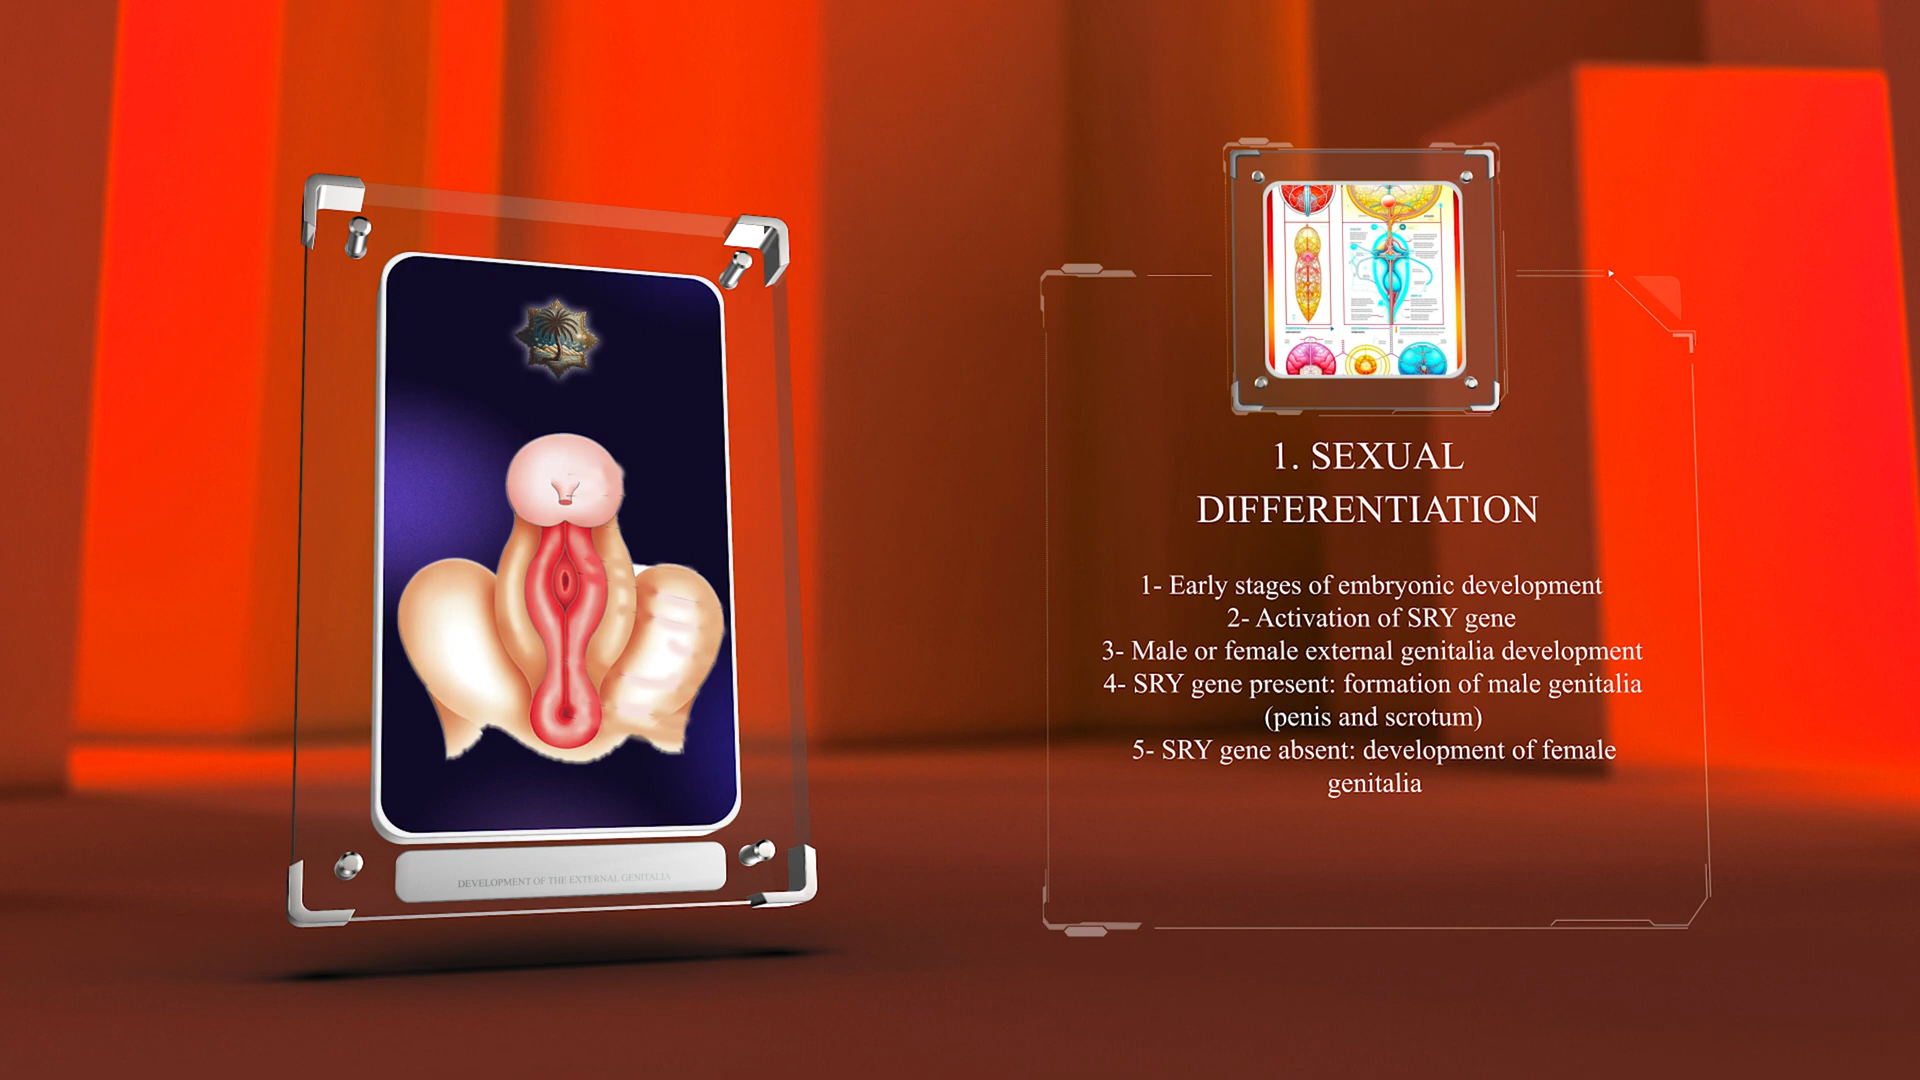 DEVELOPMENT OF THE EXTERNAL GENITALIA
1. SEXUAL
DIFFERENTIATION
1- Early stages of embryonic development
2- Activation of SRY gene
3- Male or female external genitalia development
4- SRY gene present: formation of male genitalia
(penis and scrotum)
5- SRY gene absent: development of female
genitalia